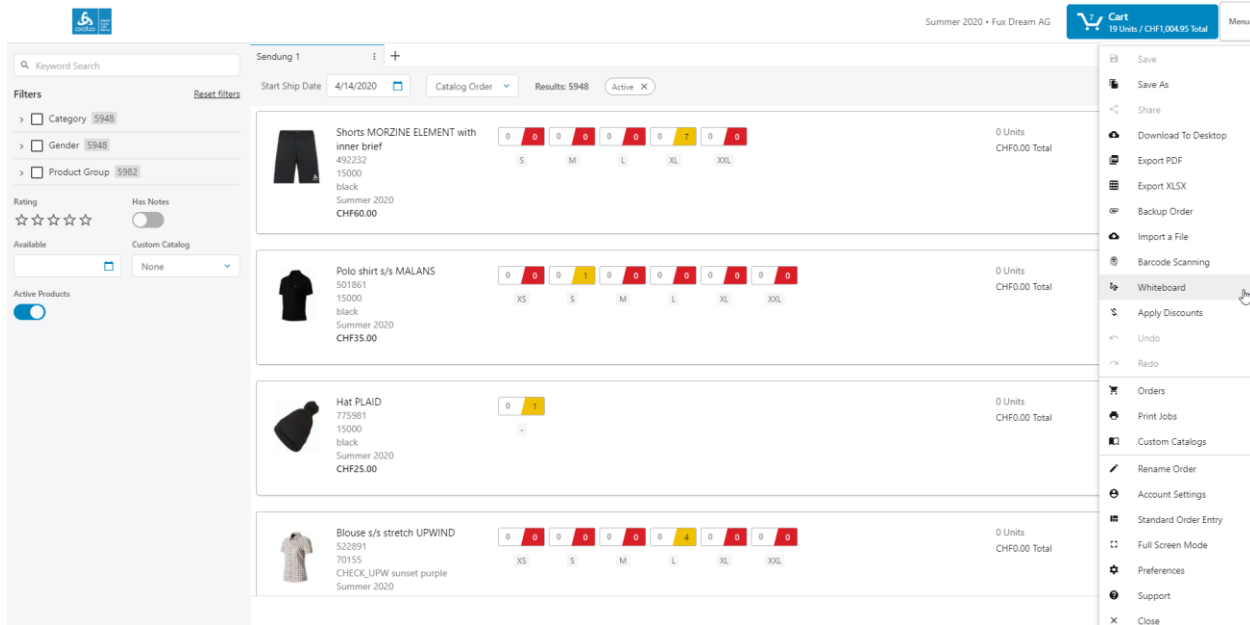 odlo
Summer 2020 • Fux Dream AG
7
Cart
19 Units / CHF1,004.95 Total
Menu
Keyword Search
Filters
Reset filters
Category 5948
Gender 5948
Product Group 5982
Rating
Has Notes
Available
Custom Catalog
None
Active Products
Sendung 1
Start Ship Date 4/14/2020 Catalog Order Results: 5948 Active
Shorts MORZINE ELEMENT with
inner brief
492232
15000
black
Summer 2020
CHF60.00
0 0 0 0 0 0 0 7 0 0
S M L XL XXL
0 Units
CHF0.00 Total
Polo shirt s/s MALANS
501861
15000
black
Summer 2020
CHF35.00
0 0 0 1 0 0 0 0 0 0 0 0
XS S M L XL XXL
0 Units
CHF0.00 Total
Hat PLAID
775981
15000
black
Summer 2020
CHF25.00
0 1
-
0 Units
CHF0.00 Total
Blouse s/s stretch UPWIND
522891
70155
CHECK_UPW sunset purple
Summer 2020
0 0 0 0 0 0 0 4 0 0 0 0
XS S M L XL XXL
0 Units
CHF0.00 Total
Save
Save As
Share
Download To Desktop
Export PDF
Export XLSX
Backup Order
Import a File
Barcode Scanning
Whiteboard
Apply Discounts
Undo
Redo
Orders
Print Jobs
Custom Catalogs
Rename Order
Account Settings
Standard Order Entry
Full Screen Mode
Preferences
Support
Close